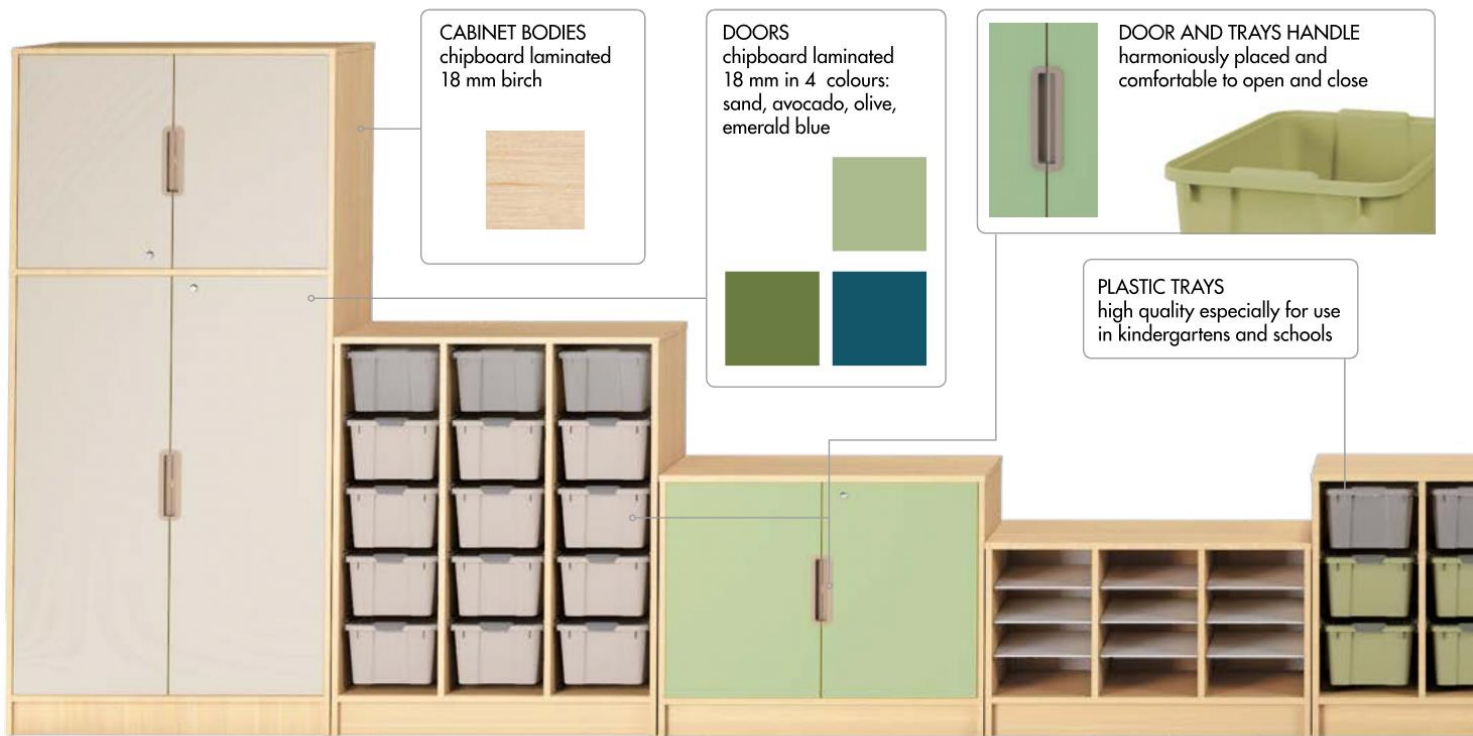 CABINET BODIES
chipboard laminated
18 mm birch
DOORS
chipboard laminated
18 mm in 4 colours:
sand, avocado, olive,
emerald blue
DOOR AND TRAYS HANDLE
harmoniously placed and
comfortable to open and close
PLASTIC TRAYS
high quality especially for use
in kindergartens and schools